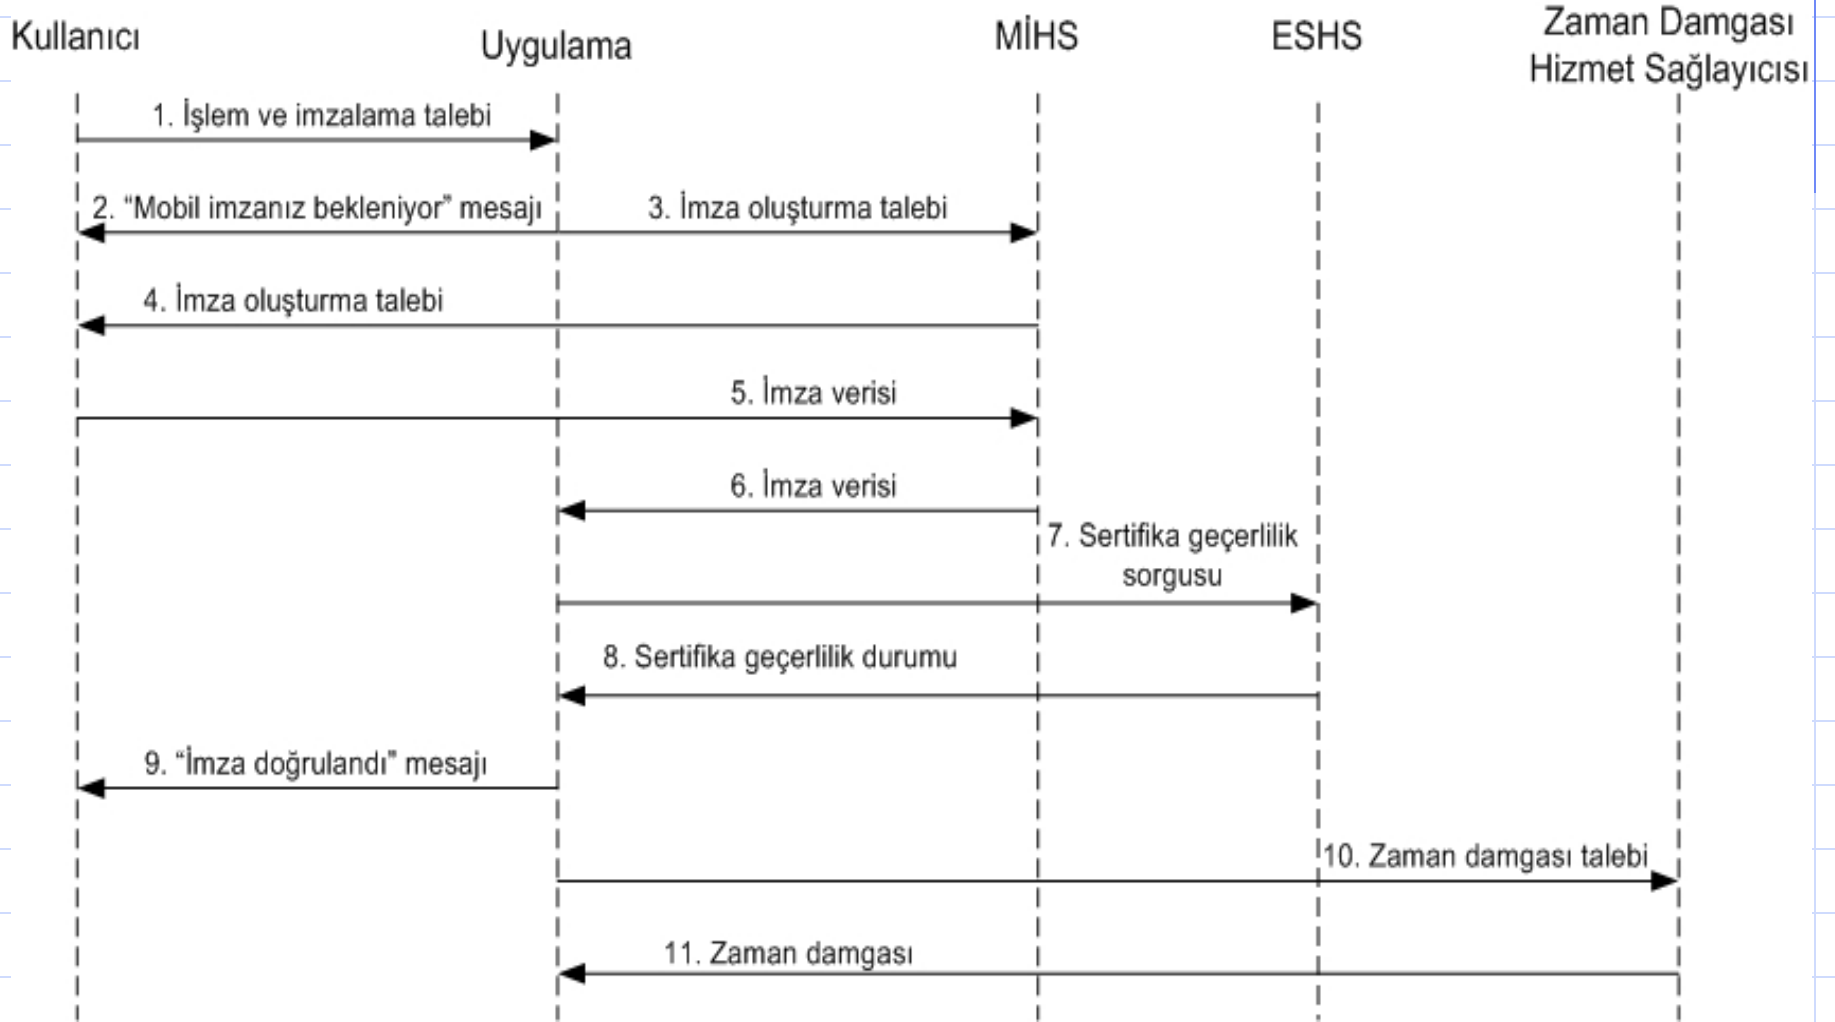 Kullanıcı
Uygulama
MİHS
ESHS
Zaman Damgası
Hizmet Sağlayıcısı
1. İşlem ve imzalama talebi
2. “Mobil imzanız bekleniyor” mesajı
3. İmza oluşturma talebi
4. İmza oluşturma talebi
5. İmza verisi
6. İmza verisi
7. Sertifika geçerlilik
sorgusu
8. Sertifika geçerlilik durumu
9. “İmza doğrulandı” mesajı
10. Zaman damgası talebi
11. Zaman damgası